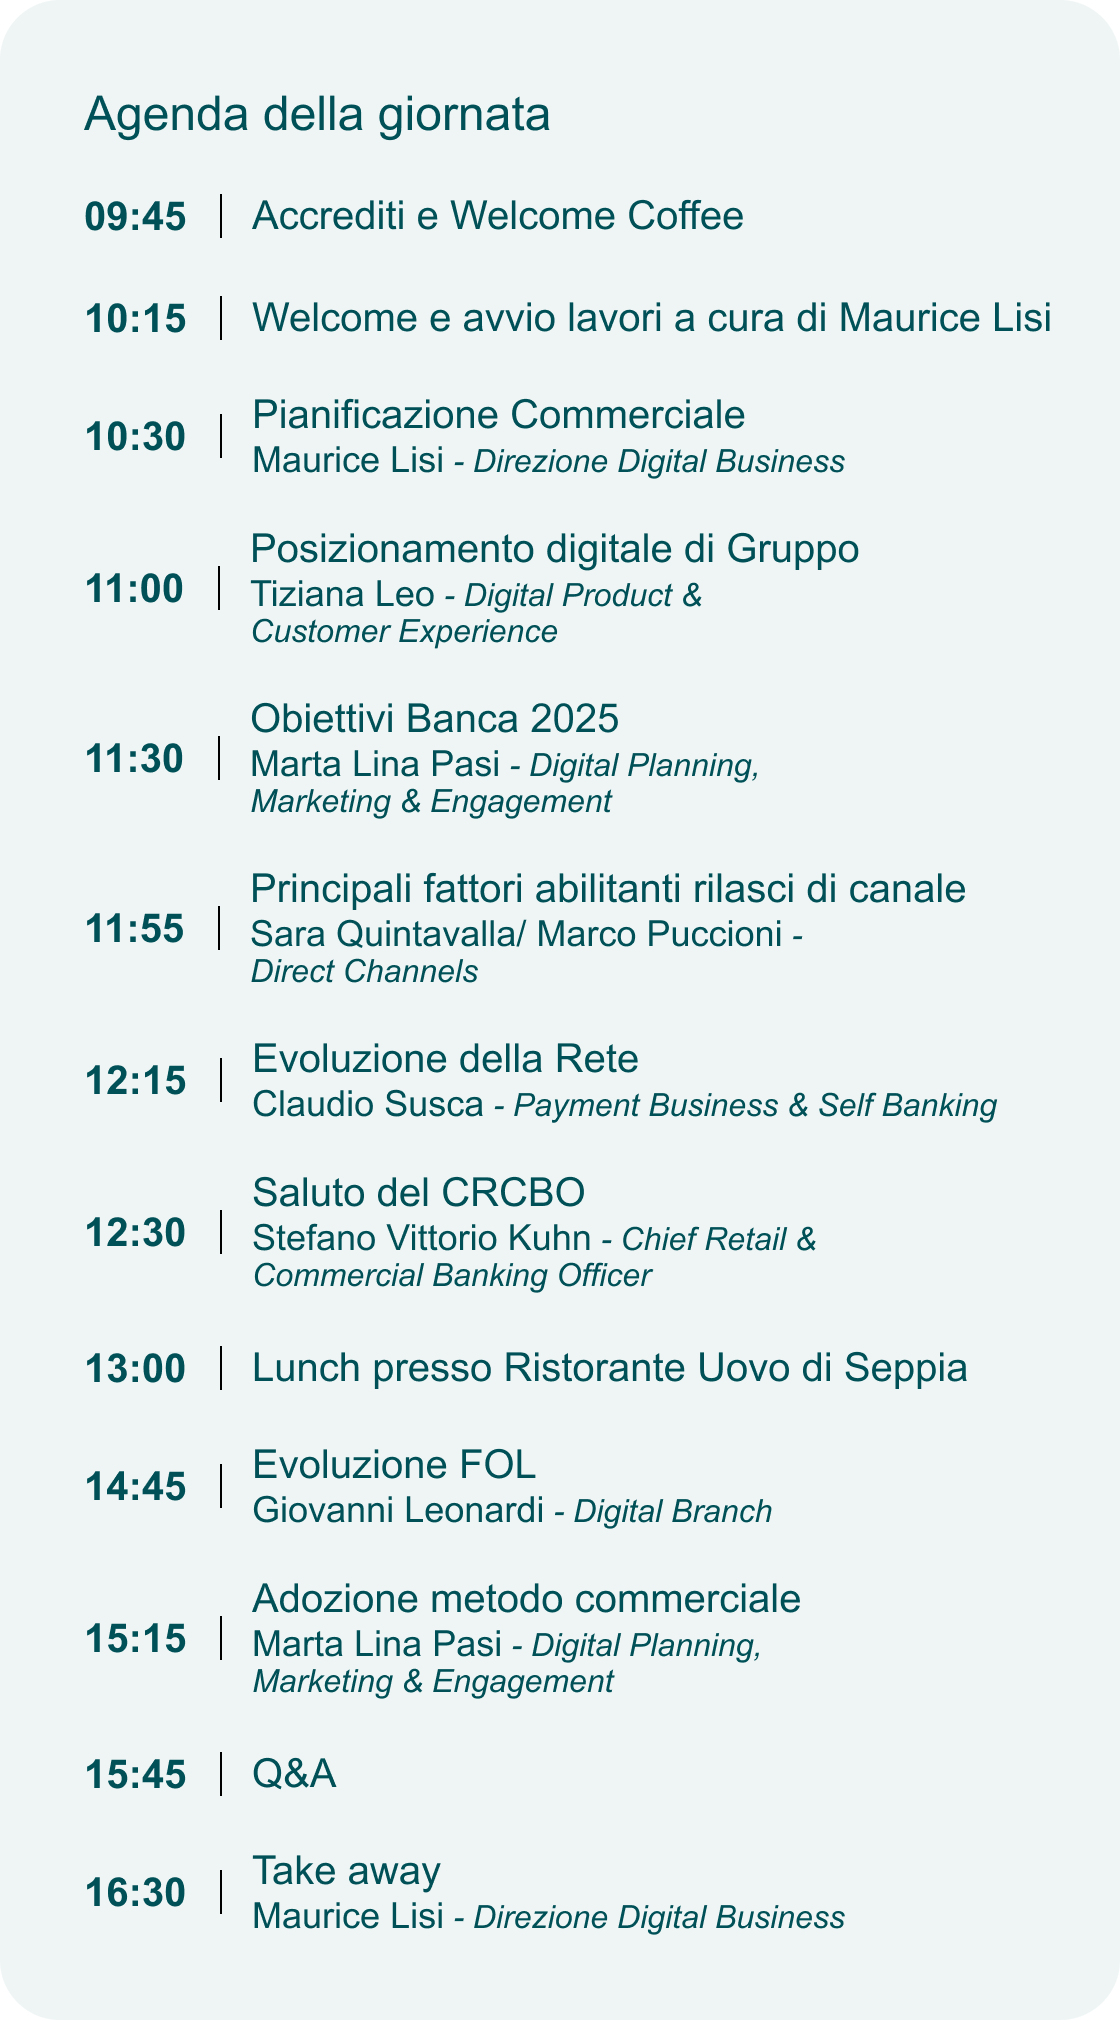 Agenda della giornata
09:45 Accrediti e Welcome Coffee
10:15 Welcome e avvio lavori a cura di Maurice Lisi
10:30 Pianificazione Commerciale
Maurice Lisi - Direzione Digital Business
11:00 Posizionamento digitale di Gruppo
Tiziana Leo - Digital Product &
Customer Experience
11:30 Obiettivi Banca 2025
Marta Lina Pasi - Digital Planning,
Marketing & Engagement
11:55 Principali fattori abilitanti rilasci di canale
Sara Quintavalla/ Marco Puccioni -
Direct Channels
12:15 Evoluzione della Rete
Claudio Susca - Payment Business & Self Banking
12:30 Saluto del CRCBO
Stefano Vittorio Kuhn - Chief Retail &
Commercial Banking Officer
13:00 Lunch presso Ristorante Uovo di Seppia
14:45 Evoluzione FOL
Giovanni Leonardi - Digital Branch
15:15 Adozione metodo commerciale
Marta Lina Pasi - Digital Planning,
Marketing & Engagement
15:45 Q&A
16:30 Take away
Maurice Lisi - Direzione Digital Business